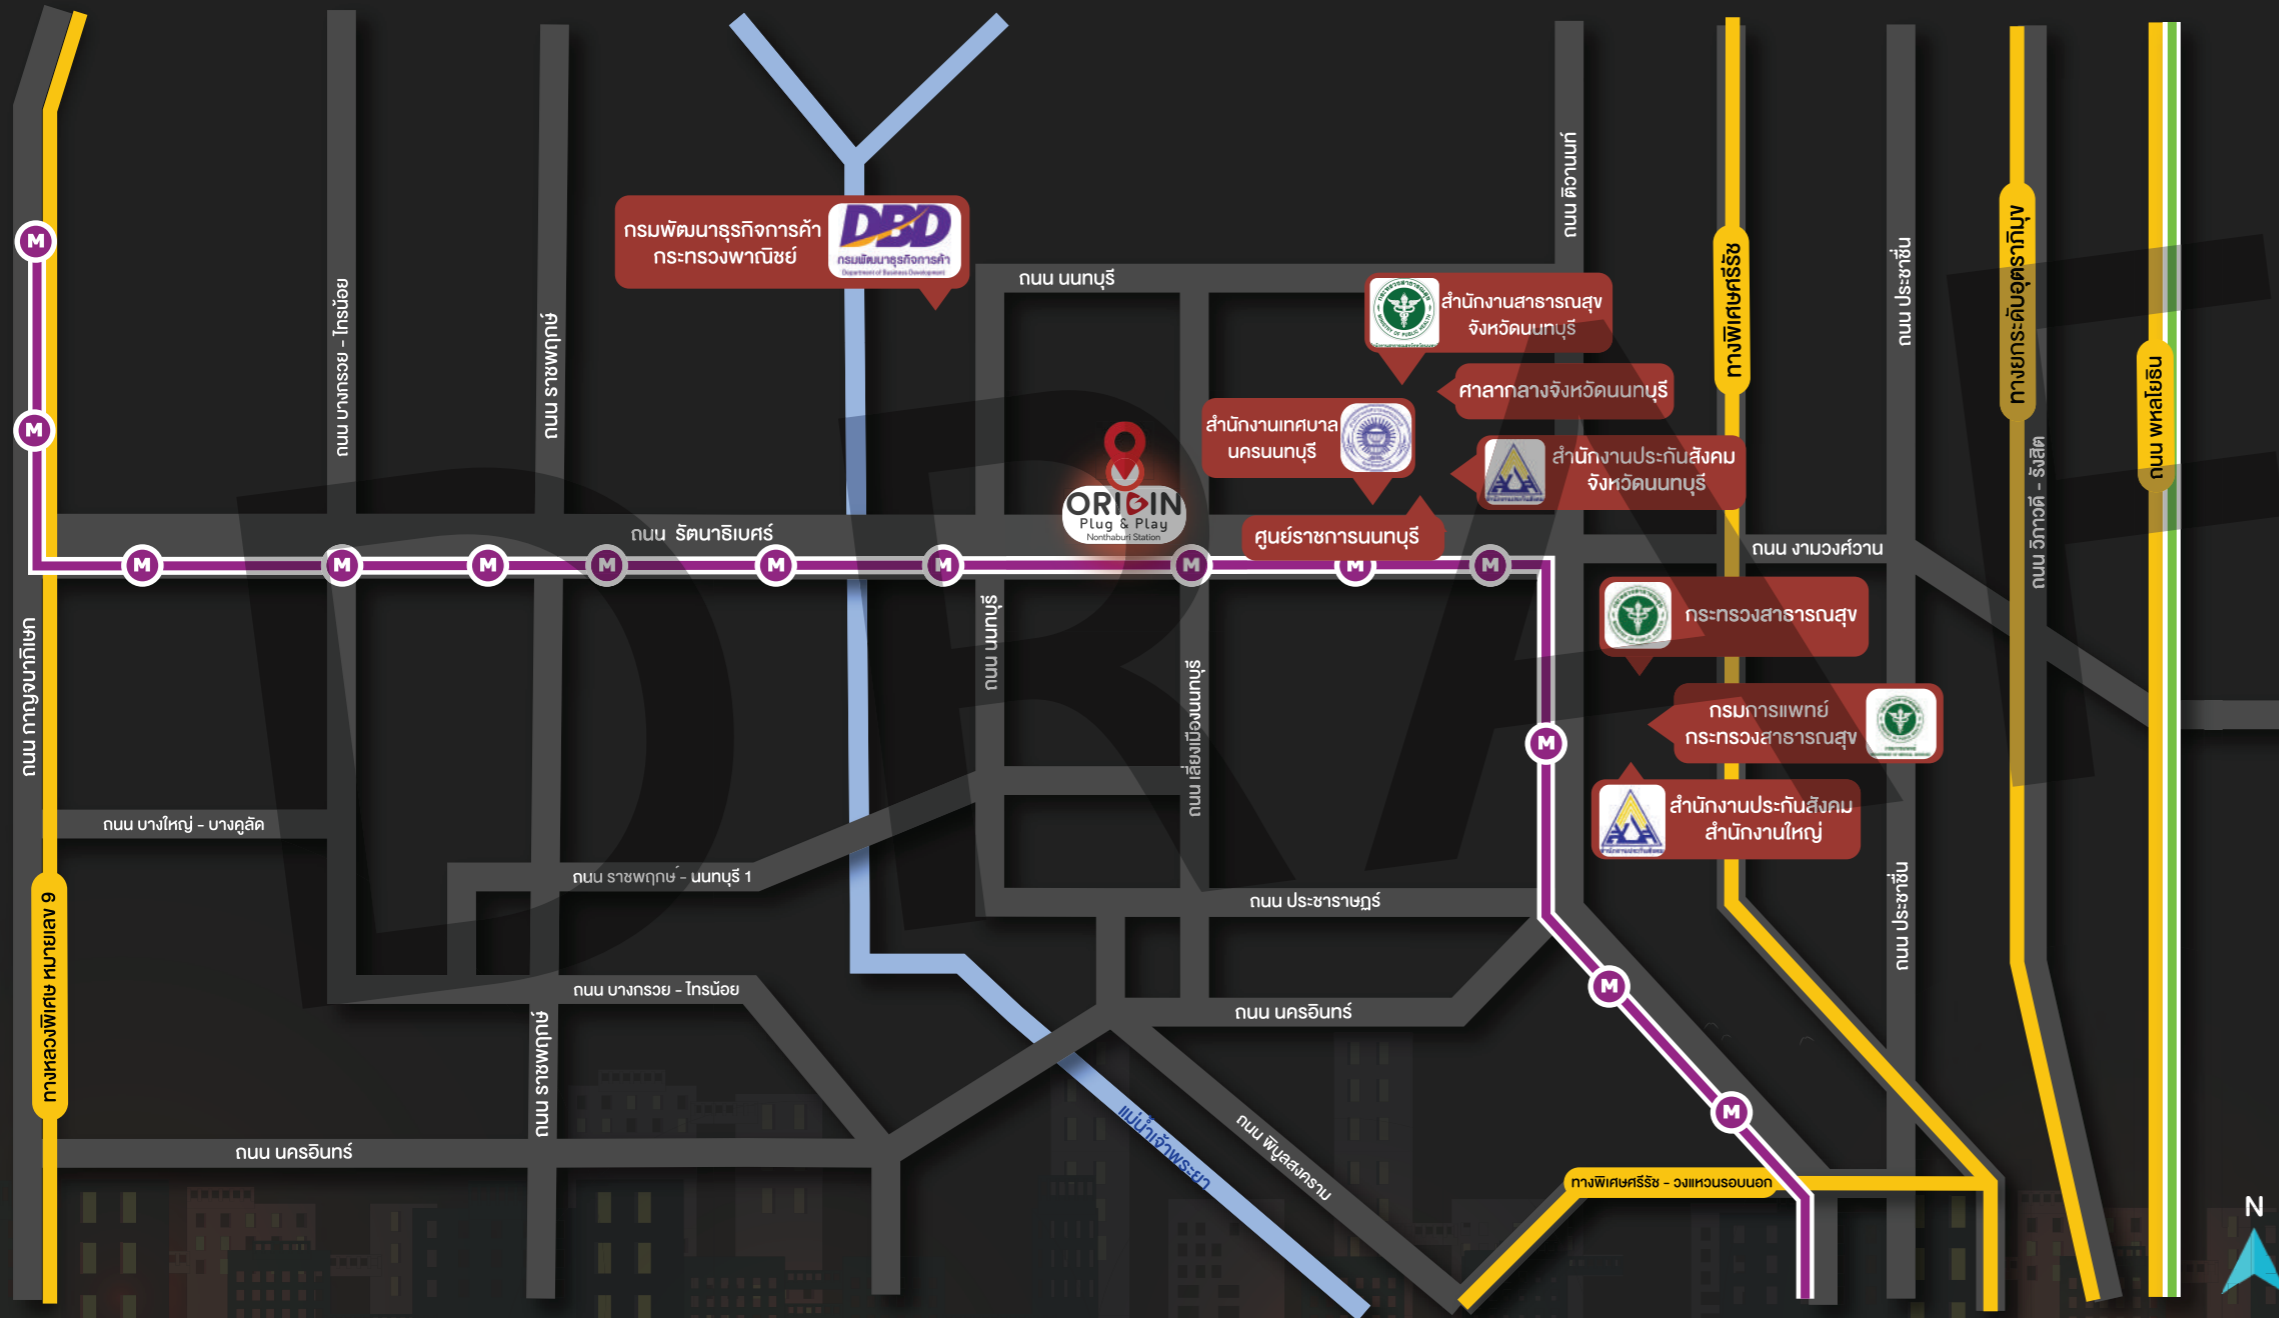 M
M
ถนน บางกรวย - ไทรน้อย
ถนน ราชพฤกษ์
กรมพัฒนาธุรกิจการค้า
กระทรวงพาณิชย์
DBD
กรมพัฒนาธุรกิจการค้า
Department of Business Development
ถนน นนทบุรี
ถนน ติวานนท์
ทางพิเศษศรีรัช
ถนน ประชาชื่น
ทางยกระดับอุตราภิมุข
ถนน พหลโยธิน
สำนักงานสาธารณสุข
จังหวัดนนทบุรี
ศาลากลางจังหวัดนนทบุรี
สำนักงานเทศบาล
นครนนทบุรี
สำนักงานประกันสังคม
จังหวัดนนทบุรี
ศูนย์ราชการนนทบุรี
ORIGIN
Plug & Play
Nonthaburi Station
ถนน รัตนาธิเบศร์
ถนน งามวงศ์วาน
ถนน วิภาวดี - รังสิต
M
M
M
M
M
M
M
M
M
ถนน กาญจนาภิเษก
ถนน นนทบุรี
ถนน เลี่ยงเมืองนนทบุรี
กระทรวงสาธารณสุข
กรมการแพทย์
กระทรวงสาธารณสุข
M
สำนักงานประกันสังคม
สำนักงานใหญ่
ถนน บางใหญ่ - บางคูลัด
ถนน ราชพฤกษ์ - นนทบุรี 1
ถนน ประชาราษฎร์
ถนน ประชาชื่น
ทางหลวงพิเศษ หมายเลข 9
ถนน บางกรวย - ไทรน้อย
ถนน นครอินทร์
M
ถนน ราชพฤกษ์
M
ถนน นครอินทร์
แม่น้ำเจ้าพระยา
ถนน พิบูลสงคราม
ทางพิเศษศรีรัช - วงแหวนรอบนอก
N